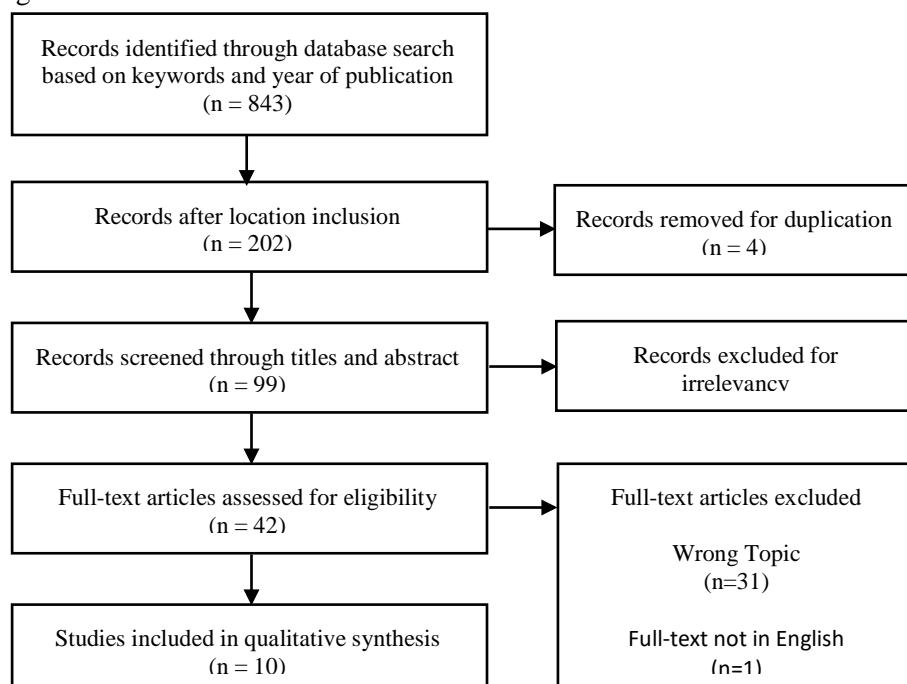 Records identified through database search
based on keywords and year of publication
(n = 843)
Records after location inclusion
(n = 202)
Records removed for duplication
(n = 4)
Records screened through titles and abstract
(n = 99)
Records excluded for
irrelevancy
Full-text articles assessed for eligibility
(n = 42)
Full-text articles excluded
Wrong Topic
(n=31)
Full-text not in English
(n=1)
Studies included in qualitative synthesis
(n = 10)